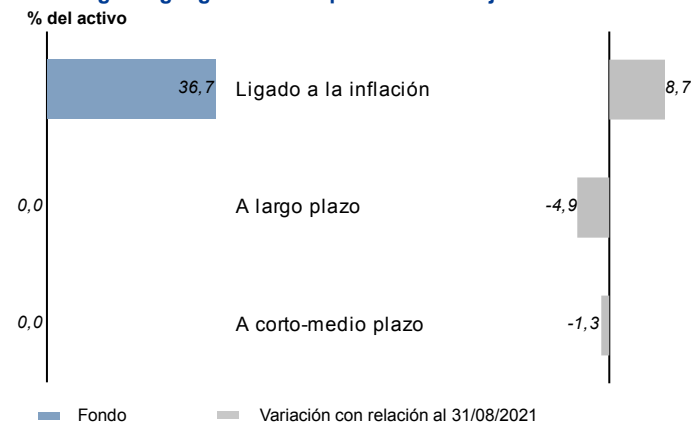 % del activo
36,7 Ligado a la inflación 8,7
0,0 A largo plazo -4,9
0,0 A corto-medio plazo -1,3
Fondo Variación con relación al 31/08/2021